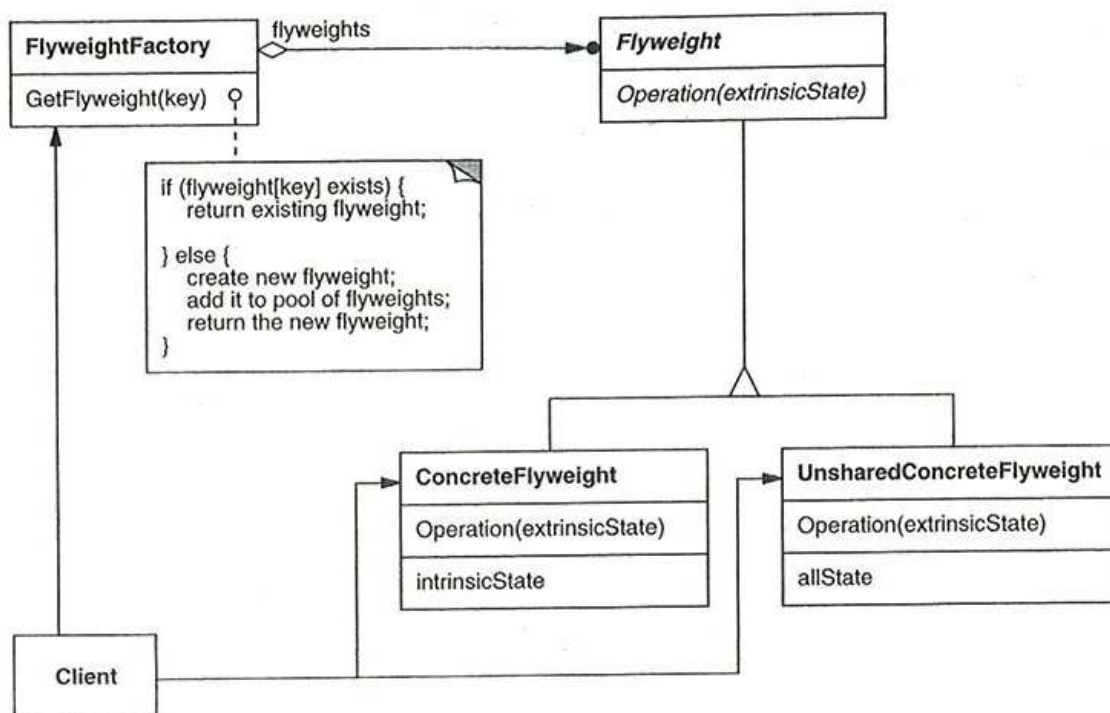 flyweights
FlyweightFactory
GetFlyweight(key)
Flyweight
Operation(extrinsicState)
if (flyweight[key] exists) {
return existing flyweight;
} else {
create new flyweight;
add it to pool of flyweights;
return the new flyweight;
}
ConcreteFlyweight
Operation(extrinsicState)
intrinsicState
UnsharedConcreteFlyweight
Operation(extrinsicState)
allState
Client